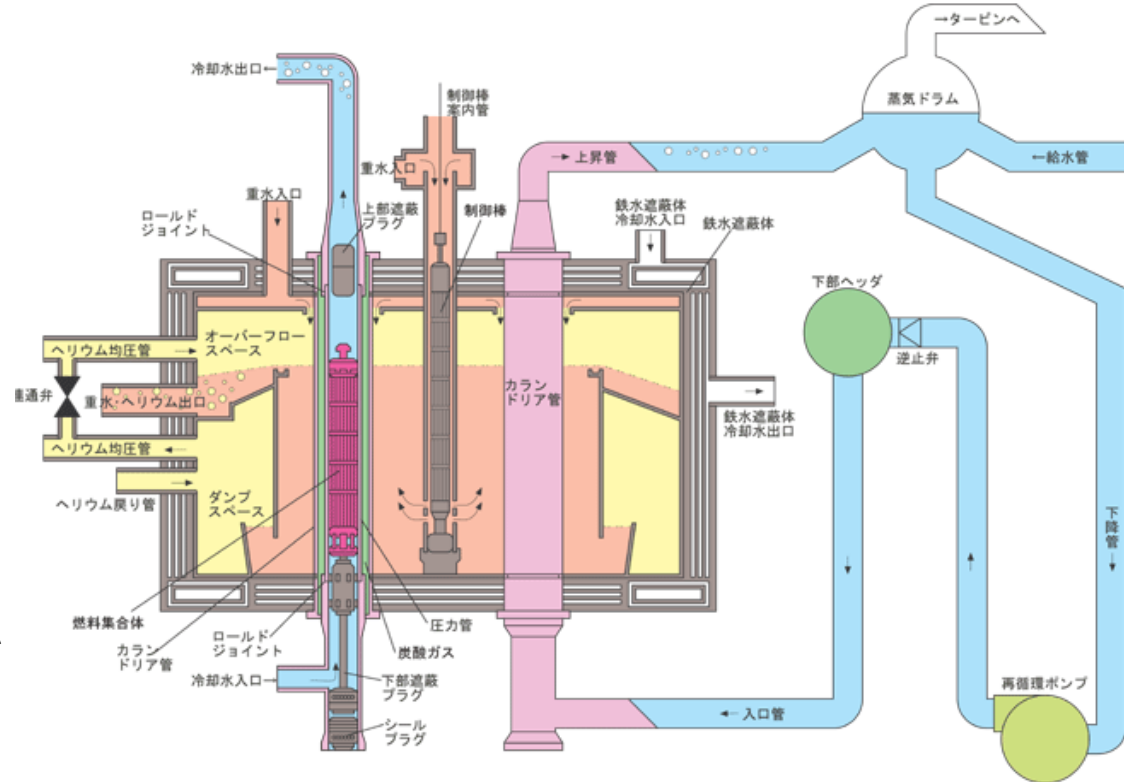 →タービンへ
蒸気ドラム
冷却水出口←
制御棒
案内管
→上昇管
←給水管
重水入口
重水入口
ロールド
ジョイント
上部遮蔽
プラグ
制御棒
鉄水遮蔽体
冷却水入口
鉄水遮蔽体
下部ヘッダ
逆止弁
オーバーフロー
スペース
ヘリウム均圧管
カラン
ドリア管
連通弁
重水・ヘリウム出口
鉄水遮蔽体
冷却水出口
ヘリウム均圧管
ヘリウム戻り管
ダンプ
スペース
下降管
燃料集合体
カラン
ドリア管
ロールド
ジョイント
圧力管
炭酸ガス
冷却水入口→
下部遮蔽
プラグ
シール
プラグ
←入口管
再循環ポンプ